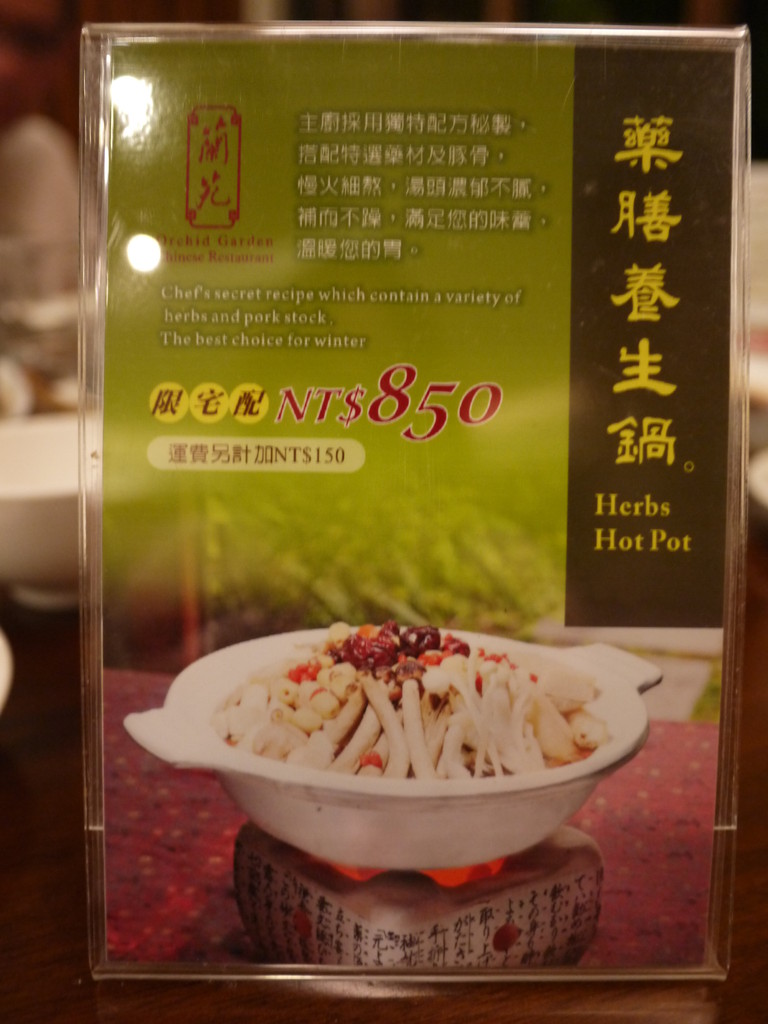 蘭苑
Orchid Garden
Chinese Restaurant
主廚採用獨特配方秘製，
搭配特選藥材及豚骨，
慢火細熬，湯頭濃郁不膩，
補而不躁，滿足您的味蕾，
溫暖您的胃。
Chef's secret recipe which contain a variety of
herbs and pork stock.
The best choice for winter
限宅配 NT$850
運費另計加NT$150
藥膳養生鍋。
Herbs
Hot Pot